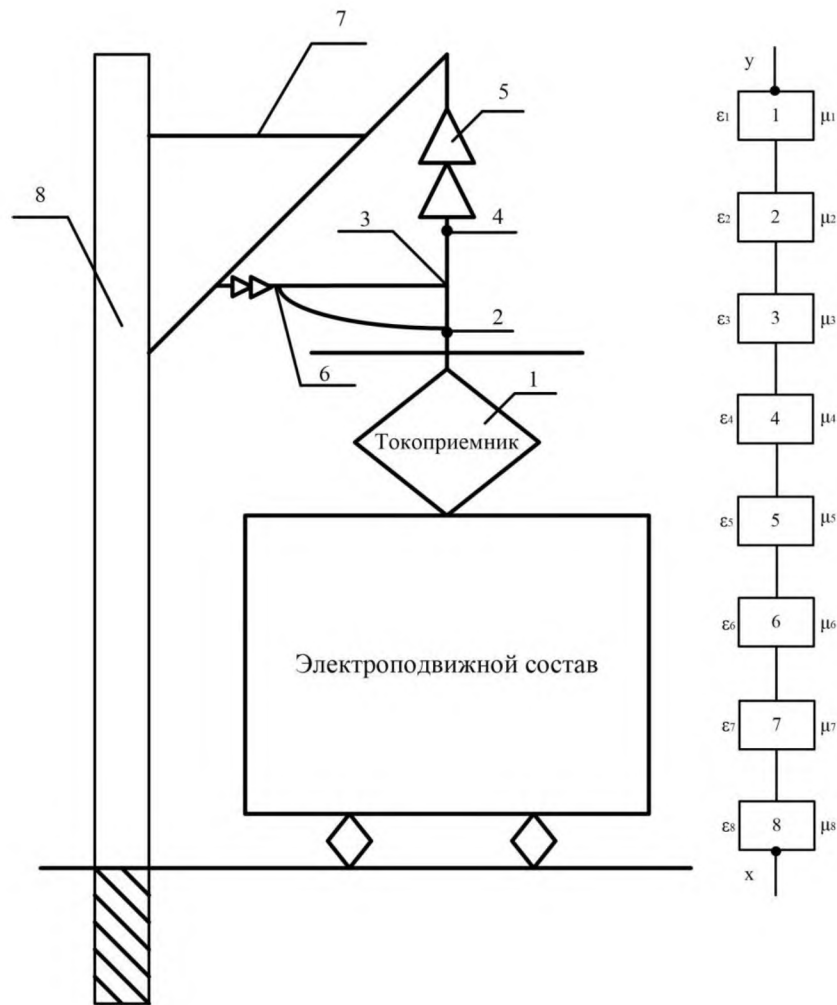 7
5
8
3
4
2
6
1
Токоприемник
Электроподвижной состав
y
ε1 1 μ1
ε2 2 μ2
ε3 3 μ3
ε4 4 μ4
ε5 5 μ5
ε6 6 μ6
ε7 7 μ7
ε8 8 μ8
x